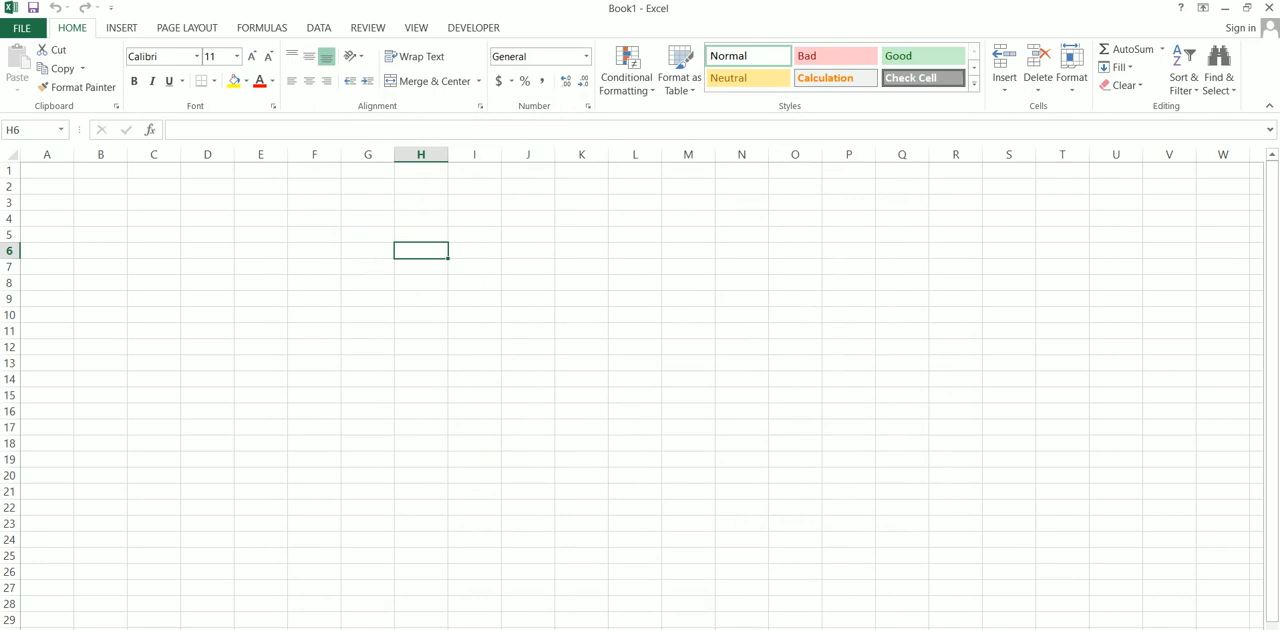 Book1 - Excel
?
FILE HOME INSERT PAGE LAYOUT FORMULAS DATA REVIEW VIEW DEVELOPER Sign in
Paste
Cut
Copy
Format Painter
Clipboard
Calibri 11 A A
B I U A
Font
Wrap Text
Merge & Center
Alignment
General
$ % ,
Number
Conditional Formatting
Format as Table
Normal Bad Good
Neutral Calculation Check Cell
Styles
Insert Delete Format
Cells
AutoSum
Fill
Clear
Sort & Filter
Find & Select
Editing
H6 fx
A B C D E F G H I J K L M N O P Q R S T U V W
1
2
3
4
5
6
7
8
9
10
11
12
13
14
15
16
17
18
19
20
21
22
23
24
25
26
27
28
29